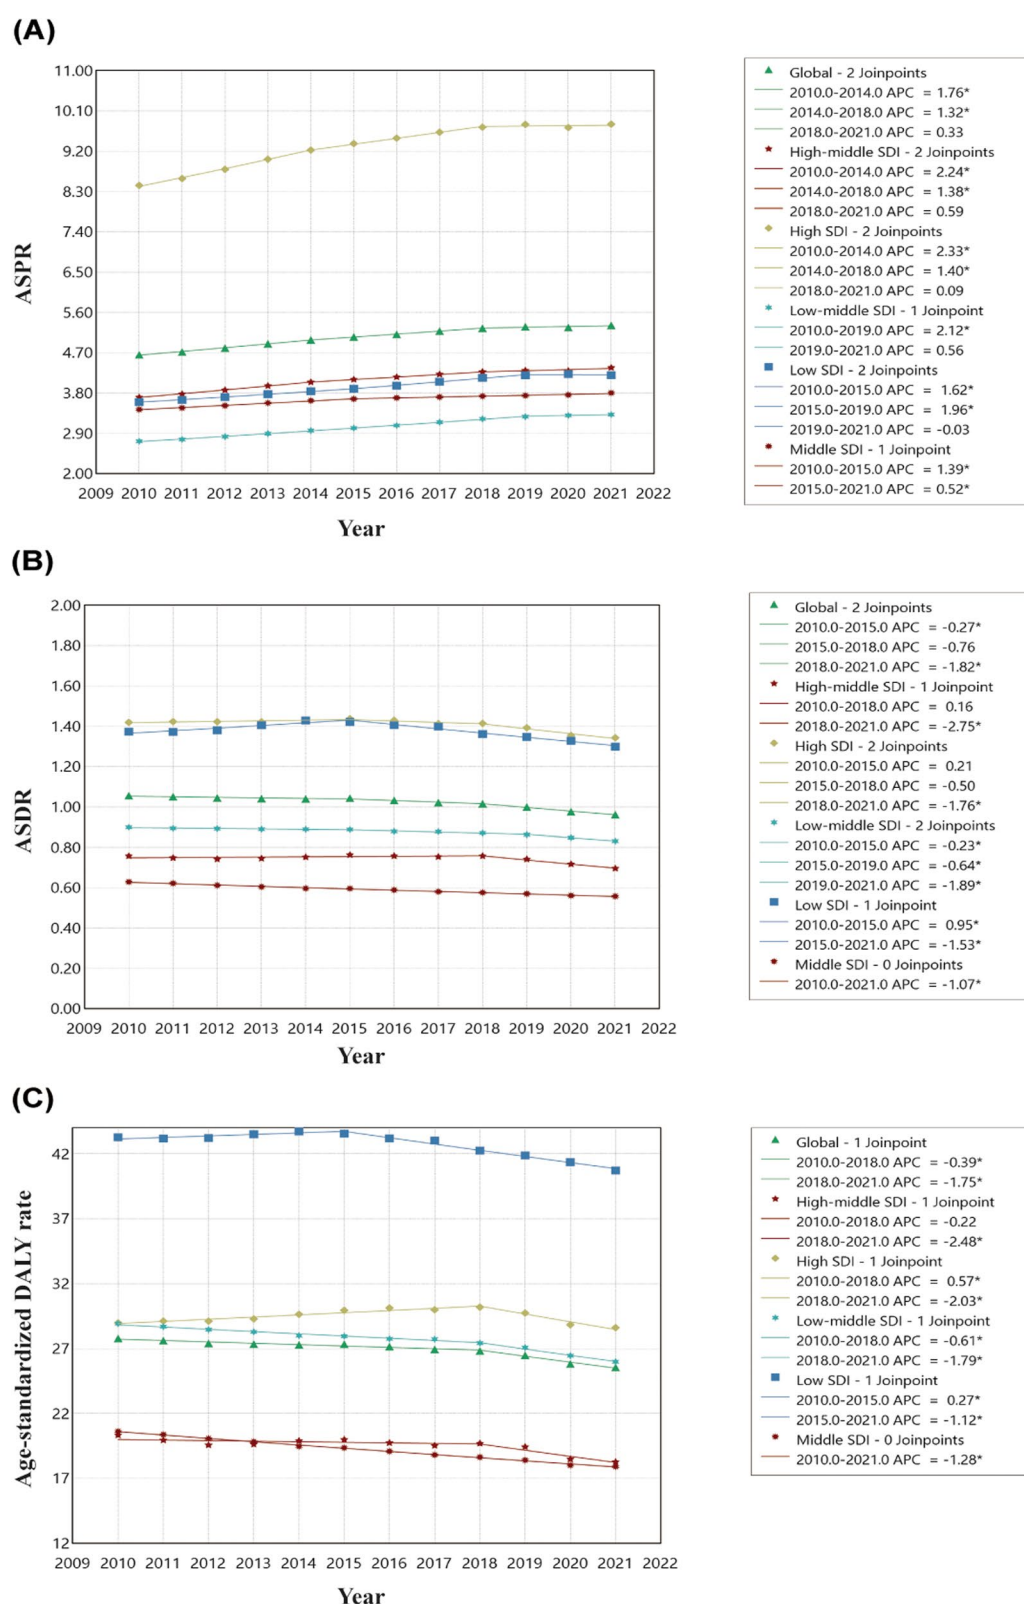 (A)
11.00
10.10
9.20
8.30
7.40
6.50
5.60
4.70
3.80
2.90
2.00
ASPR
2009 2010 2011 2012 2013 2014 2015 2016 2017 2018 2019 2020 2021 2022
Year
Global - 2 Joinpoints
2010.0-2014.0 APC = 1.76*
2014.0-2018.0 APC = 1.32*
2018.0-2021.0 APC = 0.33
High-middle SDI - 2 Joinpoints
2010.0-2014.0 APC = 2.24*
2014.0-2018.0 APC = 1.38*
2018.0-2021.0 APC = 0.59
High SDI - 2 Joinpoints
2010.0-2014.0 APC = 2.33*
2014.0-2018.0 APC = 1.40*
2018.0-2021.0 APC = 0.09
Low-middle SDI - 1 Joinpoint
2010.0-2019.0 APC = 2.12*
2019.0-2021.0 APC = 0.56
Low SDI - 2 Joinpoints
2010.0-2015.0 APC = 1.62*
2015.0-2019.0 APC = 1.96*
2019.0-2021.0 APC = -0.03
Middle SDI - 1 Joinpoint
2010.0-2015.0 APC = 1.39*
2015.0-2021.0 APC = 0.52*
(B)
2.00
1.80
1.60
1.40
1.20
1.00
0.80
0.60
0.40
0.20
0.00
ASDR
2009 2010 2011 2012 2013 2014 2015 2016 2017 2018 2019 2020 2021 2022
Year
Global - 2 Joinpoints
2010.0-2015.0 APC = -0.27*
2015.0-2018.0 APC = -0.76
2018.0-2021.0 APC = -1.82*
High-middle SDI - 1 Joinpoint
2010.0-2018.0 APC = 0.16
2018.0-2021.0 APC = -2.75*
High SDI - 2 Joinpoints
2010.0-2015.0 APC = 0.21
2015.0-2018.0 APC = -0.50
2018.0-2021.0 APC = -1.76*
Low-middle SDI - 2 Joinpoints
2010.0-2015.0 APC = -0.23*
2015.0-2019.0 APC = -0.64*
2019.0-2021.0 APC = -1.89*
Low SDI - 1 Joinpoint
2010.0-2015.0 APC = 0.95*
2015.0-2021.0 APC = -1.53*
Middle SDI - 0 Joinpoints
2010.0-2021.0 APC = -1.07*
(C)
42
37
32
27
22
17
12
Age-standardized DALY rate
2009 2010 2011 2012 2013 2014 2015 2016 2017 2018 2019 2020 2021 2022
Year
Global - 1 Joinpoint
2010.0-2018.0 APC = -0.39*
2018.0-2021.0 APC = -1.75*
High-middle SDI - 1 Joinpoint
2010.0-2018.0 APC = -0.22
2018.0-2021.0 APC = -2.48*
High SDI - 1 Joinpoint
2010.0-2018.0 APC = 0.57*
2018.0-2021.0 APC = -2.03*
Low-middle SDI - 1 Joinpoint
2010.0-2018.0 APC = -0.61*
2018.0-2021.0 APC = -1.79*
Low SDI - 1 Joinpoint
2010.0-2015.0 APC = 0.27*
2015.0-2021.0 APC = -1.12*
Middle SDI - 0 Joinpoints
2010.0-2021.0 APC = -1.28*